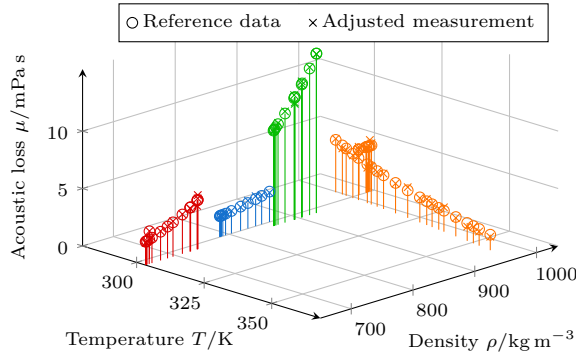 ○ Reference data × Adjusted measurement
Acoustic loss μ/mPa s
10
5
0
300
325
350
700
800
900
1000
Temperature T/K
Density ρ/kg m⁻³